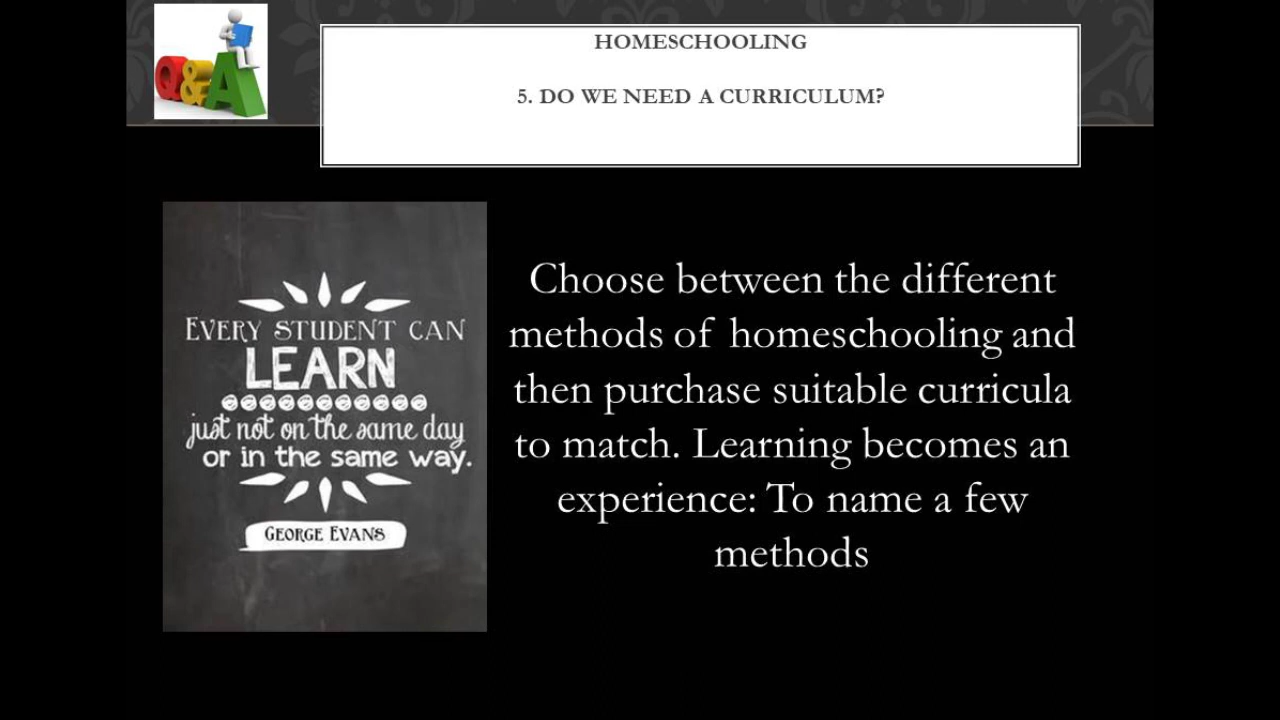 Q&A
HOMESCHOOLING
5. DO WE NEED A CURRICULUM?
EVERY STUDENT CAN
LEARN
just not on the same day
or in the same way.
GEORGE EVANS
Choose between the different
methods of homeschooling and
then purchase suitable curricula
to match. Learning becomes an
experience: To name a few
methods